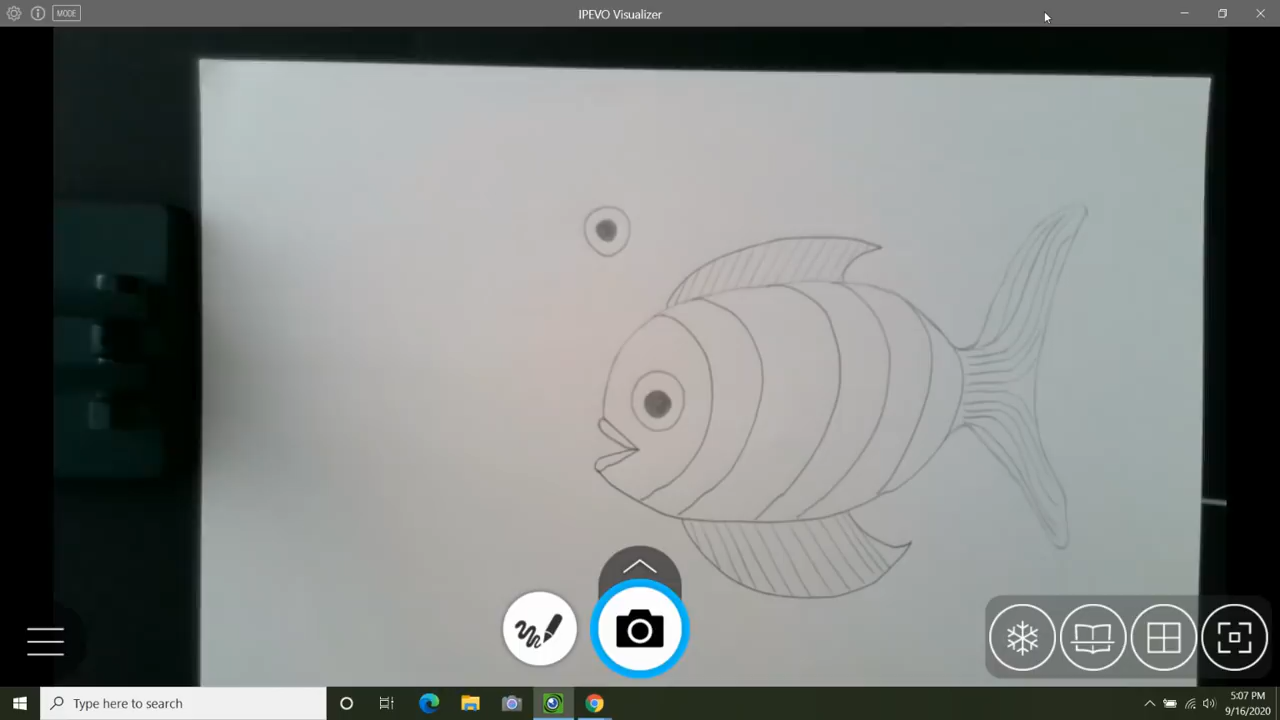 MODE
IPEVO Visualizer
Type here to search
5:07 PM
9/16/2020